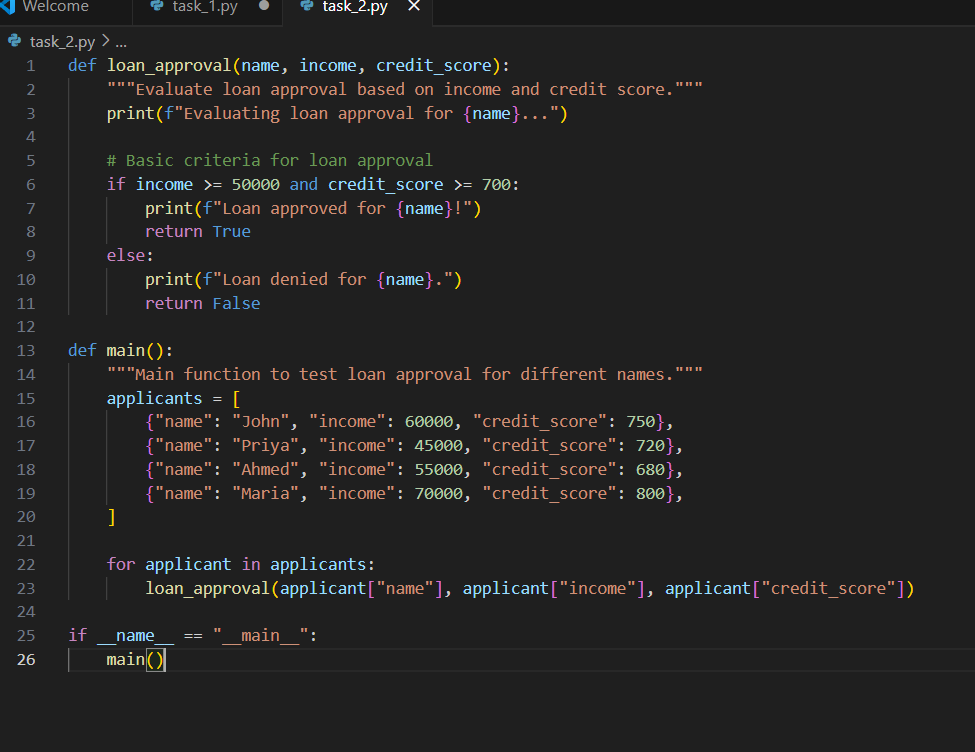 Welcome task_1.py task_2.py
task_2.py > ...
1 def loan_approval(name, income, credit_score):
2     """Evaluate loan approval based on income and credit score."""
3     print(f"Evaluating loan approval for {name}...")
4
5     # Basic criteria for loan approval
6     if income >= 50000 and credit_score >= 700:
7         print(f"Loan approved for {name}!")
8         return True
9     else:
10         print(f"Loan denied for {name}.")
11         return False
12
13 def main():
14     """Main function to test loan approval for different names."""
15     applicants = [
16         {"name": "John", "income": 60000, "credit_score": 750},
17         {"name": "Priya", "income": 45000, "credit_score": 720},
18         {"name": "Ahmed", "income": 55000, "credit_score": 680},
19         {"name": "Maria", "income": 70000, "credit_score": 800},
20     ]
21
22     for applicant in applicants:
23         loan_approval(applicant["name"], applicant["income"], applicant["credit_score"])
24
25 if __name__ == "__main__":
26     main()